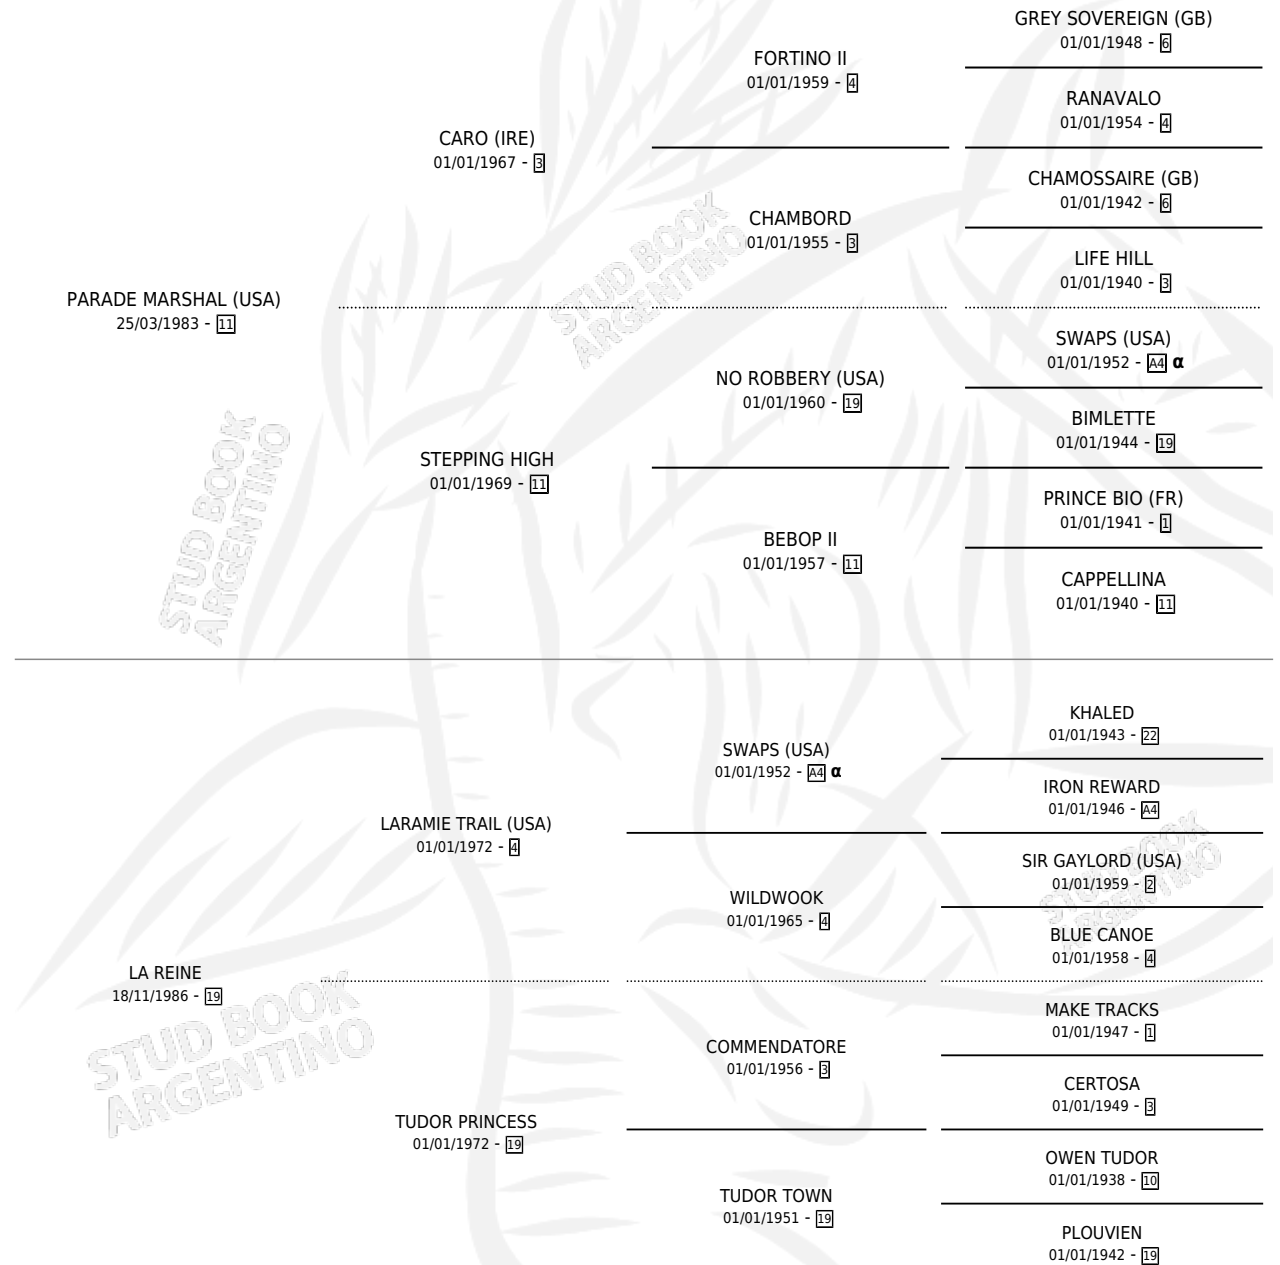 GREY SOVEREIGN (GB)
01/01/1948 - 6
FORTINO II
01/01/1959 - 4
RANAVALO
01/01/1954 - 4
CARO (IRE)
01/01/1967 - 3
CHAMOSSAIRE (GB)
01/01/1942 - 6
CHAMBORD
01/01/1955 - 3
LIFE HILL
01/01/1940 - 3
PARADE MARSHAL (USA)
25/03/1983 - 11
SWAPS (USA)
01/01/1952 - A4 α
NO ROBBERY (USA)
01/01/1960 - 19
BIMLETTE
01/01/1944 - 19
STEPPING HIGH
01/01/1969 - 11
PRINCE BIO (FR)
01/01/1941 - 1
BEBOP II
01/01/1957 - 11
CAPPELLINA
01/01/1940 - 11
KHALED
01/01/1943 - 22
SWAPS (USA)
01/01/1952 - A4 α
IRON REWARD
01/01/1946 - A4
LARAMIE TRAIL (USA)
01/01/1972 - 4
SIR GAYLORD (USA)
01/01/1959 - 2
WILDWOOK
01/01/1965 - 4
BLUE CANOE
01/01/1958 - 4
LA REINE
18/11/1986 - 19
MAKE TRACKS
01/01/1947 - 1
COMMENDATORE
01/01/1956 - 3
CERTOSA
01/01/1949 - 3
TUDOR PRINCESS
01/01/1972 - 19
OWEN TUDOR
01/01/1938 - 10
TUDOR TOWN
01/01/1951 - 19
PLOUVIEN
01/01/1942 - 19
STUD BOOK
ARGENTINO
STUD BOOK
ARGENTINO
STUD BOOK
ARGENTINO
STUD BOOK
ARGENTINO